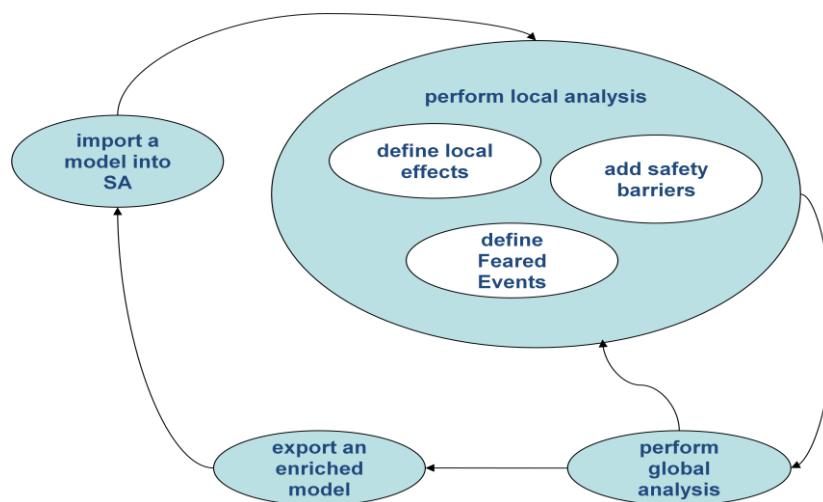 perform local analysis
import a
model into
SA
define local
effects
add safety
barriers
define
Feared
Events
export an
enriched
model
perform
global
analysis